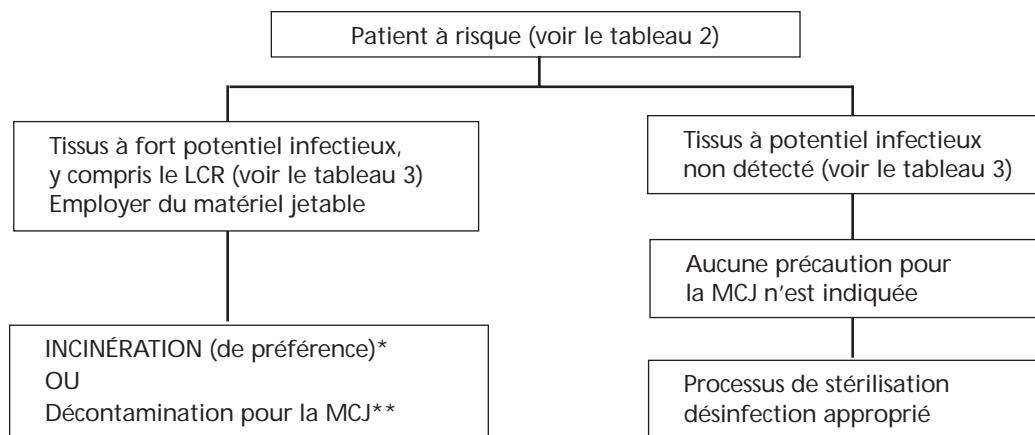 Patient à risque (voir le tableau 2)
Tissus à fort potentiel infectieux,
y compris le LCR (voir le tableau 3)
Employer du matériel jetable
Tissus à potentiel infectieux
non détecté (voir le tableau 3)
Aucune précaution pour
la MCJ n'est indiquée
INCINÉRATION (de préférence)*
OU
Décontamination pour la MCJ**
Processus de stérilisation
désinfection approprié